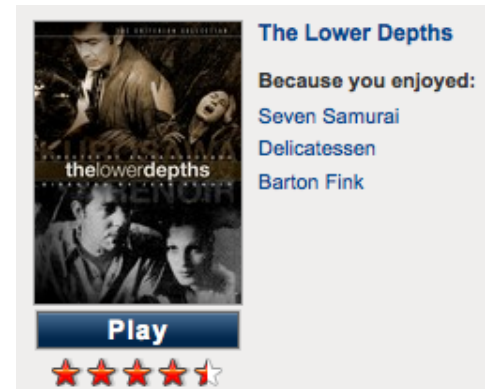 THE CRITERION COLLECTION
KUROSAWA
DIRECTED BY AKIRA KUROSAWA
thelowerdepths
DIRECTED BY JEAN RENOIR
RENOIR
Play
The Lower Depths
Because you enjoyed:
Seven Samurai
Delicatessen
Barton Fink